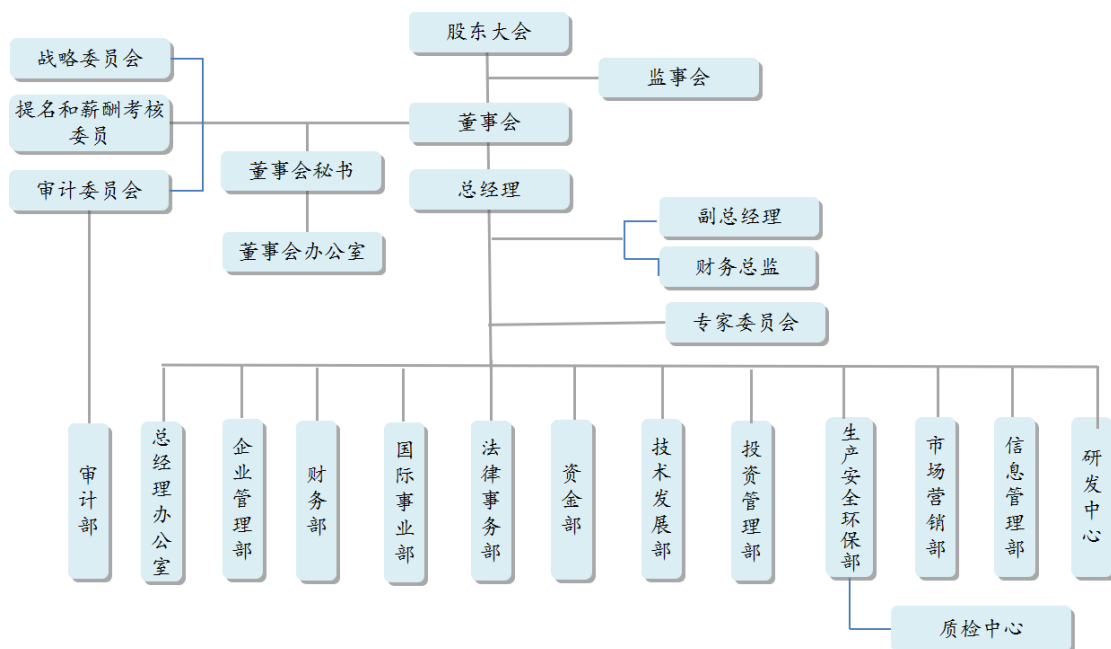 股东大会
战略委员会
监事会
提名和薪酬考核
委员
董事会
董事会秘书
审计委员会
总经理
副总经理
董事会办公室
财务总监
专家委员会
审计部
总经理办公室
企业管理部
财务部
国际事业部
法律事务部
资金部
技术发展部
投资管理部
生产安全环保部
市场营销部
信息管理部
研发中心
质检中心